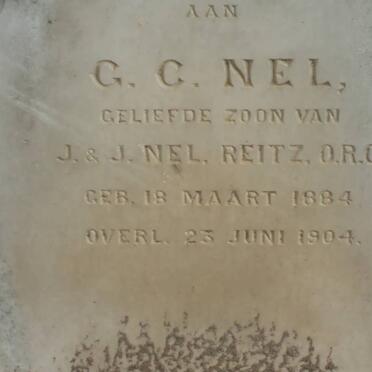 AAN
G. C. NEL,
GELIEFDE ZOON VAN
J. & J. NEL, REITZ, O.R.C
GEB. 18 MAART 1884
OVERL. 23 JUNI 1904.